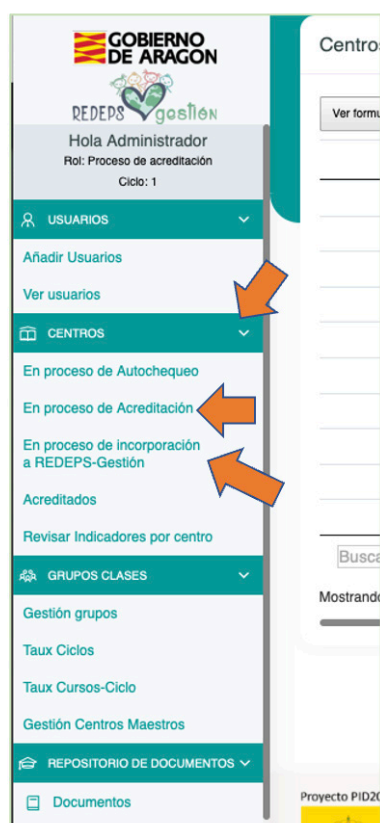 GOBIERNO
DE ARAGON
REDEPS gestión
Hola Administrador
Rol: Proceso de acreditación
Ciclo: 1
USUARIOS
Añadir Usuarios
Ver usuarios
CENTROS
En proceso de Autochequeo
En proceso de Acreditación
En proceso de incorporación
a REDEPS-Gestión
Acreditados
Revisar Indicadores por centro
GRUPOS CLASES
Gestión grupos
Taux Ciclos
Taux Cursos-Ciclo
Gestión Centros Maestros
REPOSITORIO DE DOCUMENTOS
Documentos
Centros
Ver formu
Busca
Mostrando
Proyecto PID20